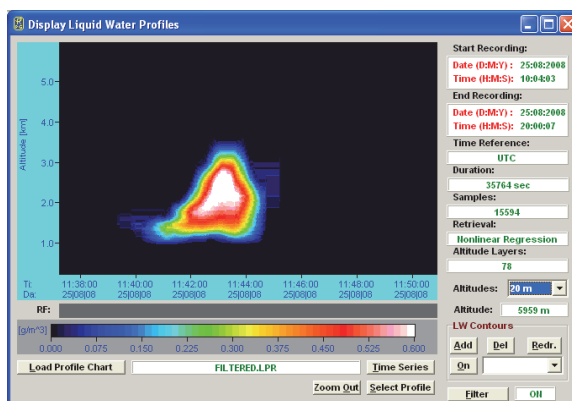 Display Liquid Water Profiles
Start Recording:
Date (D:M:Y) : 25:08:2008
Time (H:M:S) : 10:04:03
End Recording:
Date (D:M:Y) : 25:08:2008
Time (H:M:S) : 20:00:07
Time Reference:
UTC
Duration:
35764 sec
Samples:
15594
Retrieval:
Nonlinear Regression
Altitude Layers:
78
Altitudes: 20 m
Altitude: 5959 m
LW Contours
Add Del Redr.
On
Filter ON
Altitude [km]
5.0
4.0
3.0
2.0
1.0
Ti: 11:38:00 11:40:00 11:42:00 11:44:00 11:46:00 11:48:00 11:50:00
Da: 25|08|08 25|08|08 25|08|08 25|08|08 25|08|08 25|08|08 25|08|08
RF:
[g/m^3]
0.000 0.075 0.150 0.225 0.300 0.375 0.450 0.525 0.600
Load Profile Chart FILTERED.LPR Time Series
Zoom Out Select Profile